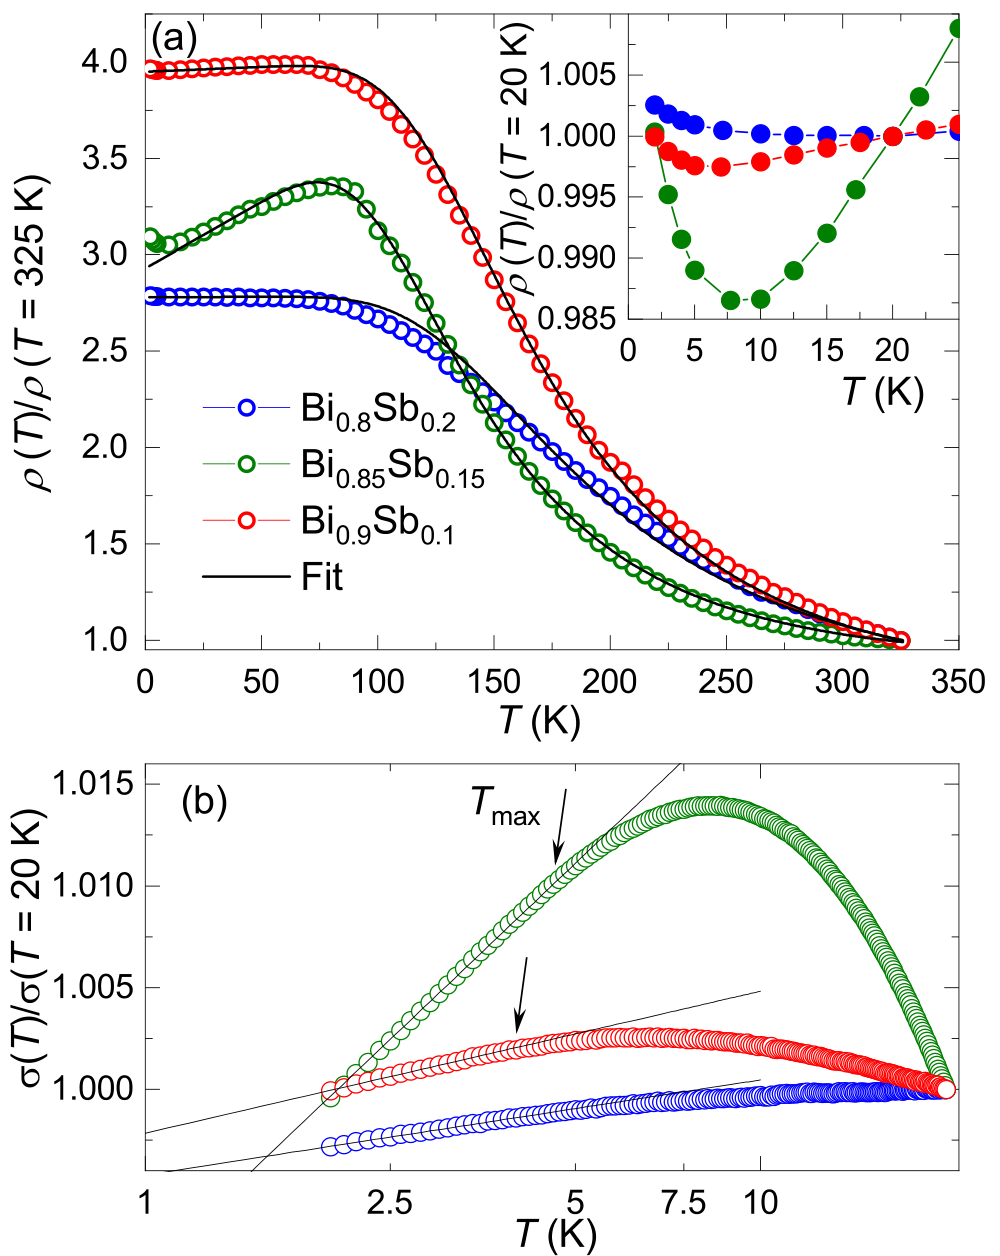 (a)
ρ (T)/ρ (T = 325 K)
4.0
3.5
3.0
2.5
2.0
1.5
1.0
0 50 100 150 200 250 300 350
T (K)
Bi0.8Sb0.2
Bi0.85Sb0.15
Bi0.9Sb0.1
Fit
ρ (T)/ρ (T = 20 K)
1.005
1.000
0.995
0.990
0.985
0 5 10 15 20
T (K)
(b)
Tmax
σ(T)/σ(T = 20 K)
1.015
1.010
1.005
1.000
1 2.5 5 7.5 10
T (K)